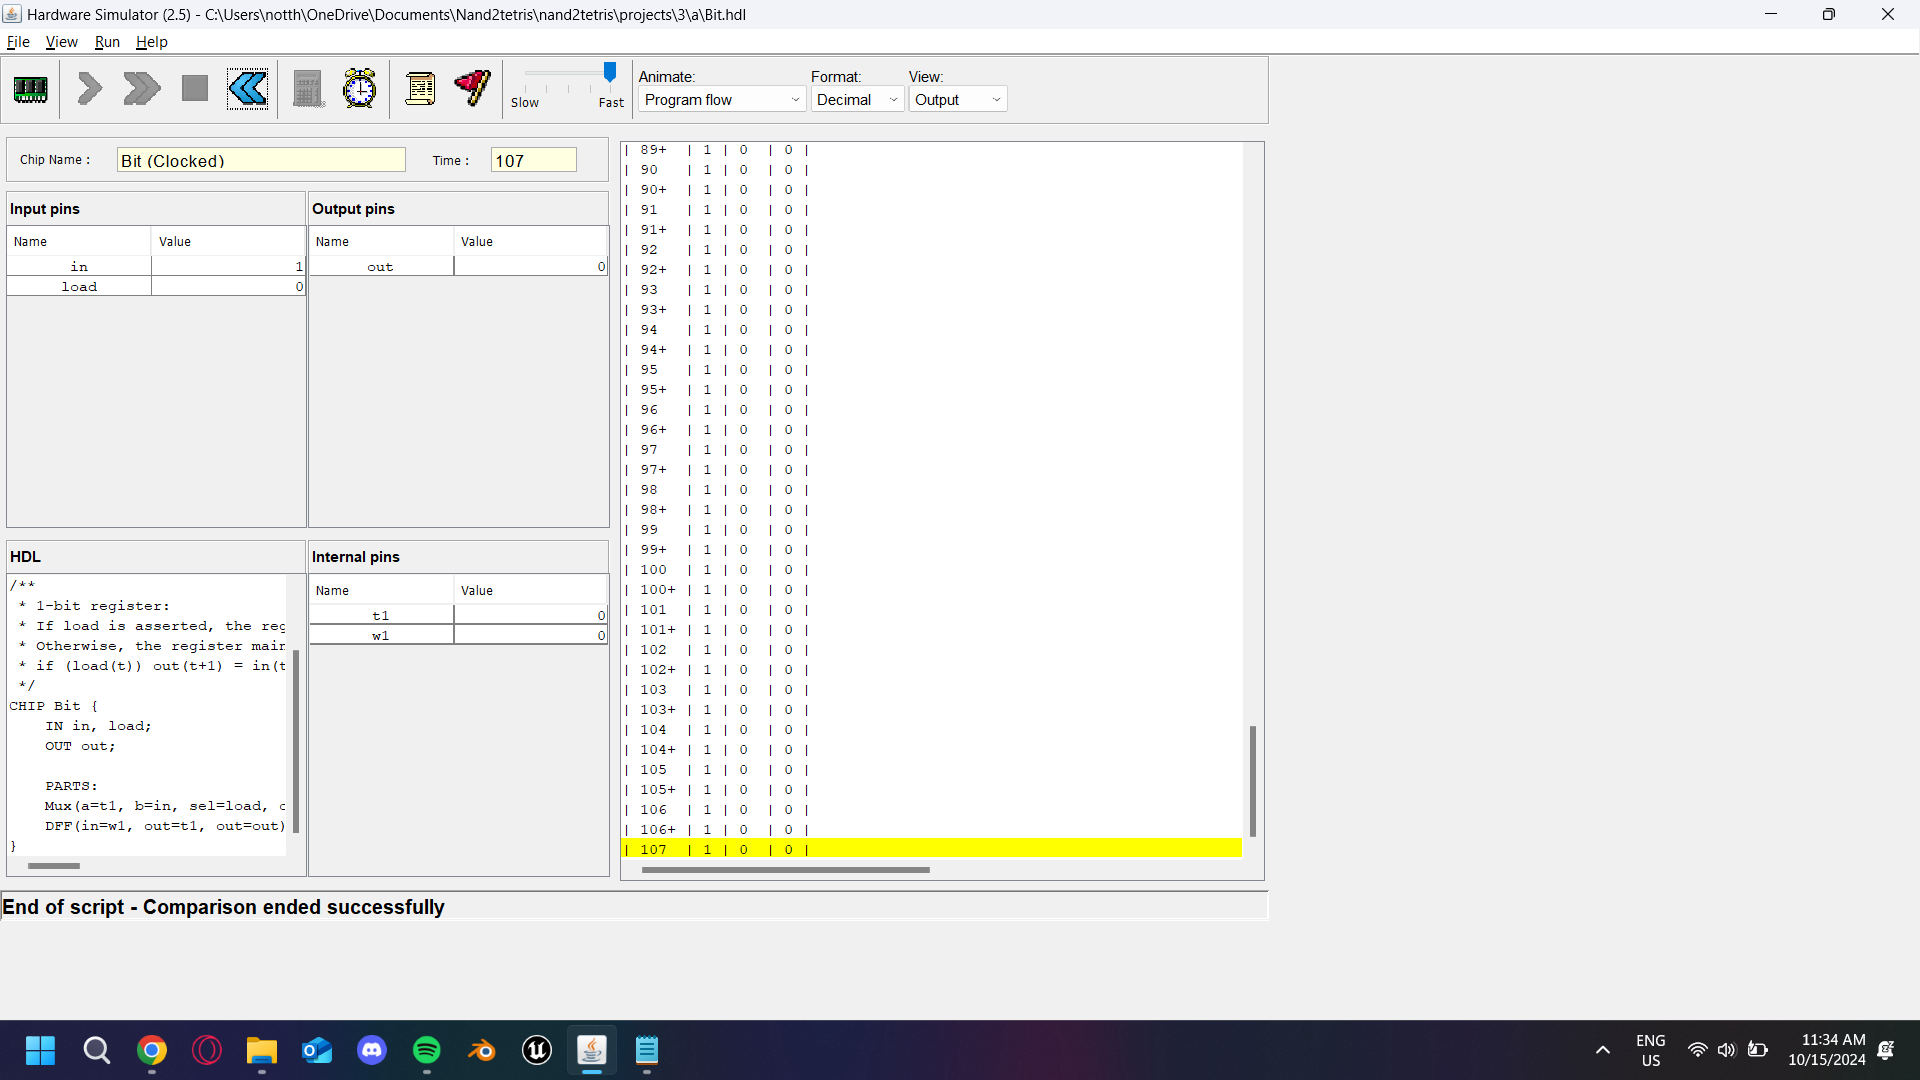 Hardware Simulator (2.5) - C:\Users\notth\OneDrive\Documents\Nand2tetris\nand2tetris\projects\3\a\Bit.hdl
File View Run Help
Slow Fast
Animate: Format: View:
Program flow Decimal Output
Chip Name : Bit (Clocked) Time : 107
Input pins
Name Value
in 1
load 0
Output pins
Name Value
out 0
HDL
/**
* 1-bit register:
* If load is asserted, the reg
* Otherwise, the register main
* if (load(t)) out(t+1) = in(t
*/
CHIP Bit {
IN in, load;
OUT out;
PARTS:
Mux(a=t1, b=in, sel=load, o
DFF(in=w1, out=t1, out=out)
}
Internal pins
Name Value
t1 0
w1 0
| 89+ | 1 | 0 | 0 |
| 90 | 1 | 0 | 0 |
| 90+ | 1 | 0 | 0 |
| 91 | 1 | 0 | 0 |
| 91+ | 1 | 0 | 0 |
| 92 | 1 | 0 | 0 |
| 92+ | 1 | 0 | 0 |
| 93 | 1 | 0 | 0 |
| 93+ | 1 | 0 | 0 |
| 94 | 1 | 0 | 0 |
| 94+ | 1 | 0 | 0 |
| 95 | 1 | 0 | 0 |
| 95+ | 1 | 0 | 0 |
| 96 | 1 | 0 | 0 |
| 96+ | 1 | 0 | 0 |
| 97 | 1 | 0 | 0 |
| 97+ | 1 | 0 | 0 |
| 98 | 1 | 0 | 0 |
| 98+ | 1 | 0 | 0 |
| 99 | 1 | 0 | 0 |
| 99+ | 1 | 0 | 0 |
| 100 | 1 | 0 | 0 |
| 100+ | 1 | 0 | 0 |
| 101 | 1 | 0 | 0 |
| 101+ | 1 | 0 | 0 |
| 102 | 1 | 0 | 0 |
| 102+ | 1 | 0 | 0 |
| 103 | 1 | 0 | 0 |
| 103+ | 1 | 0 | 0 |
| 104 | 1 | 0 | 0 |
| 104+ | 1 | 0 | 0 |
| 105 | 1 | 0 | 0 |
| 105+ | 1 | 0 | 0 |
| 106 | 1 | 0 | 0 |
| 106+ | 1 | 0 | 0 |
| 107 | 1 | 0 | 0 |
End of script - Comparison ended successfully
ENG
US
11:34 AM
10/15/2024